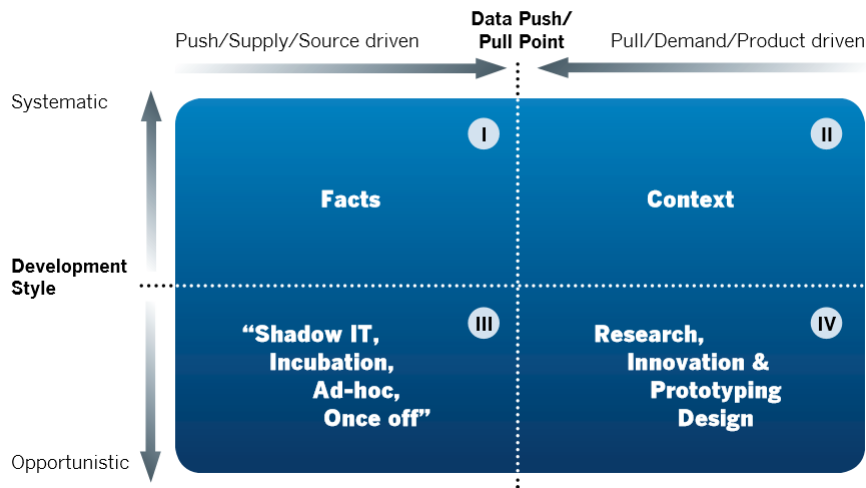 Data Push/
Pull Point
Push/Supply/Source driven
Pull/Demand/Product driven
Systematic
I
II
Facts
Context
Development
Style
III
IV
“Shadow IT,
Incubation,
Ad-hoc,
Once off”
Research,
Innovation &
Prototyping
Design
Opportunistic